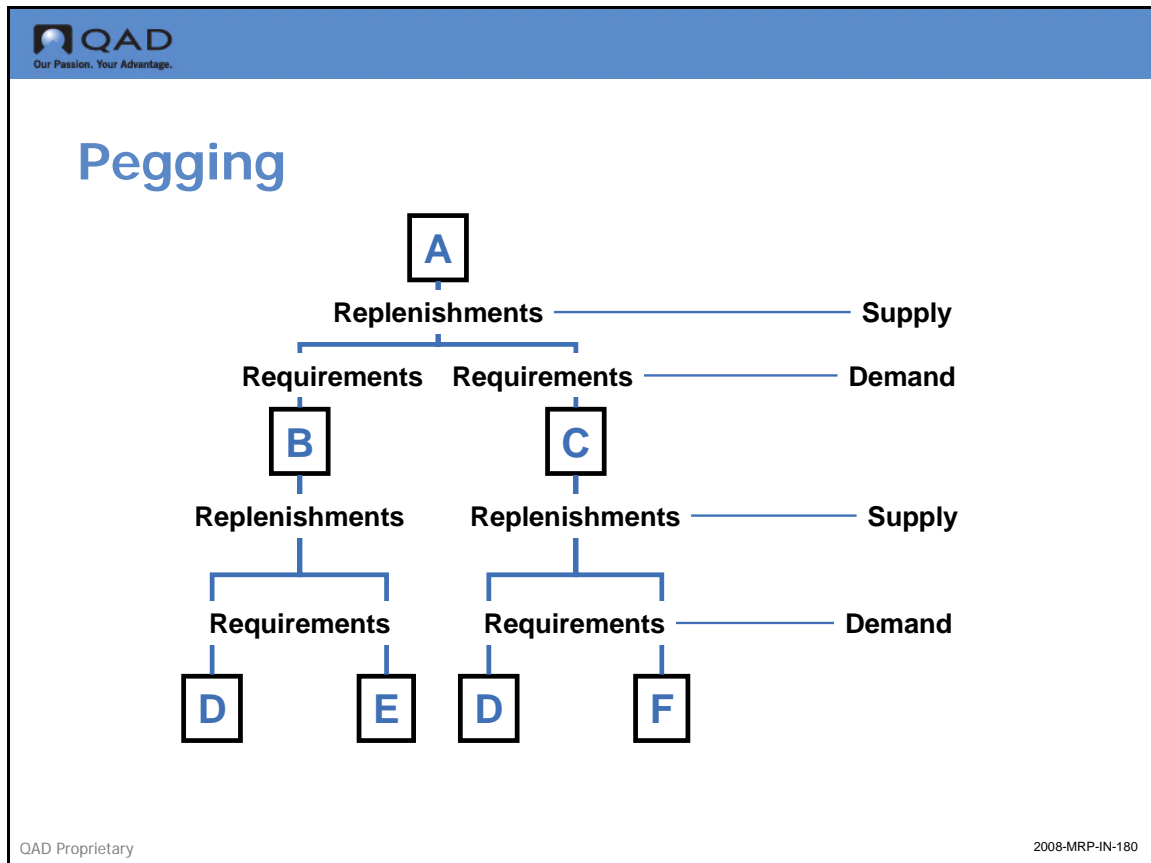 QAD
Our Passion. Your Advantage.
Pegging
A
Replenishments Supply
Requirements Requirements Demand
B C
Replenishments Replenishments Supply
Requirements Requirements Demand
D E D F
QAD Proprietary 2008-MRP-IN-180